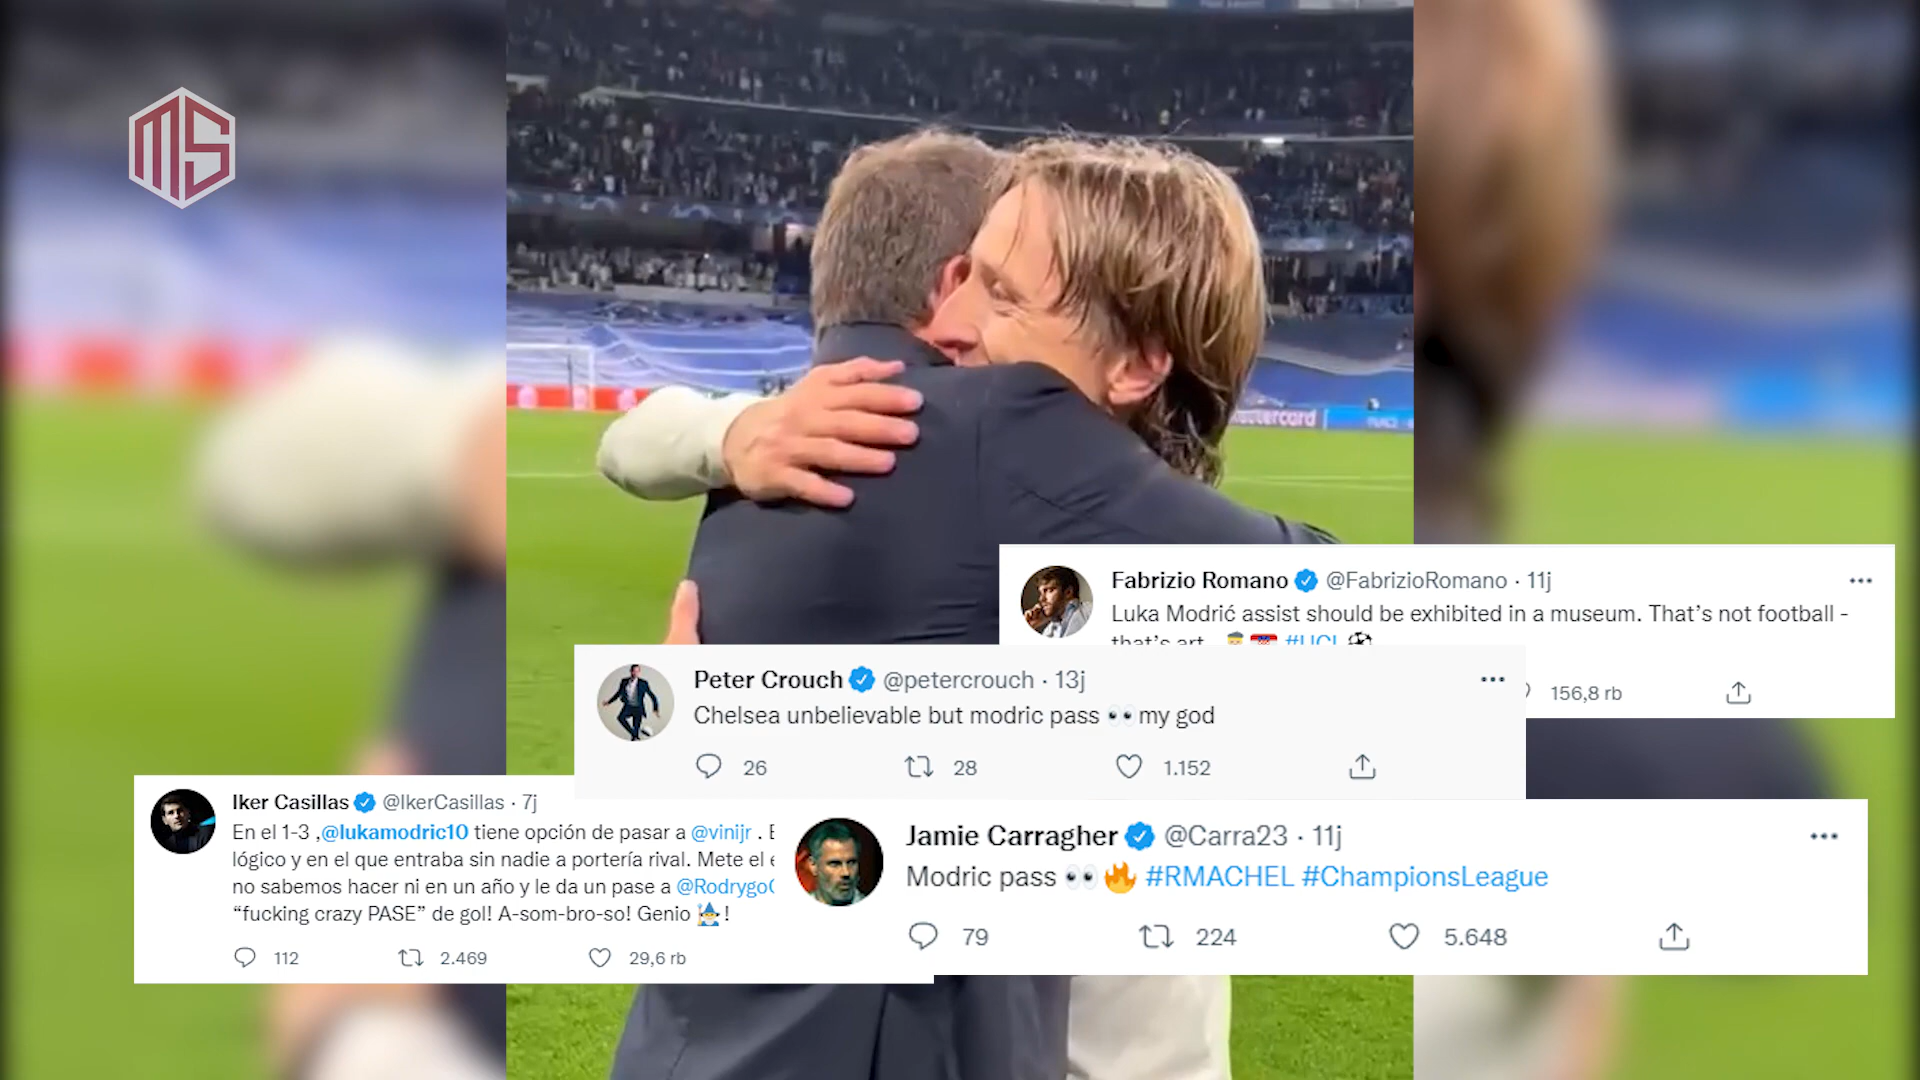 MS
mastercard
Fabrizio Romano @FabrizioRomano · 11j
Luka Modrić assist should be exhibited in a museum. That’s not football -
that’s art. #UCL
156,8 rb
Peter Crouch @petercrouch · 13j
Chelsea unbelievable but modric pass 👀my god
26 28 1.152
Iker Casillas @IkerCasillas · 7j
En el 1-3 ,@lukamodric10 tiene opción de pasar a @vinijr .
lógico y en el que entraba sin nadie a portería rival. Mete el
no sabemos hacer ni en un año y le da un pase a
“fucking crazy PASE” de gol! A-som-bro-so! Genio 🧙‍♂️!
112 2.469 29,6 rb
Jamie Carragher @Carra23 · 11j
Modric pass 👀🔥 #RMACHEL #ChampionsLeague
79 224 5.648